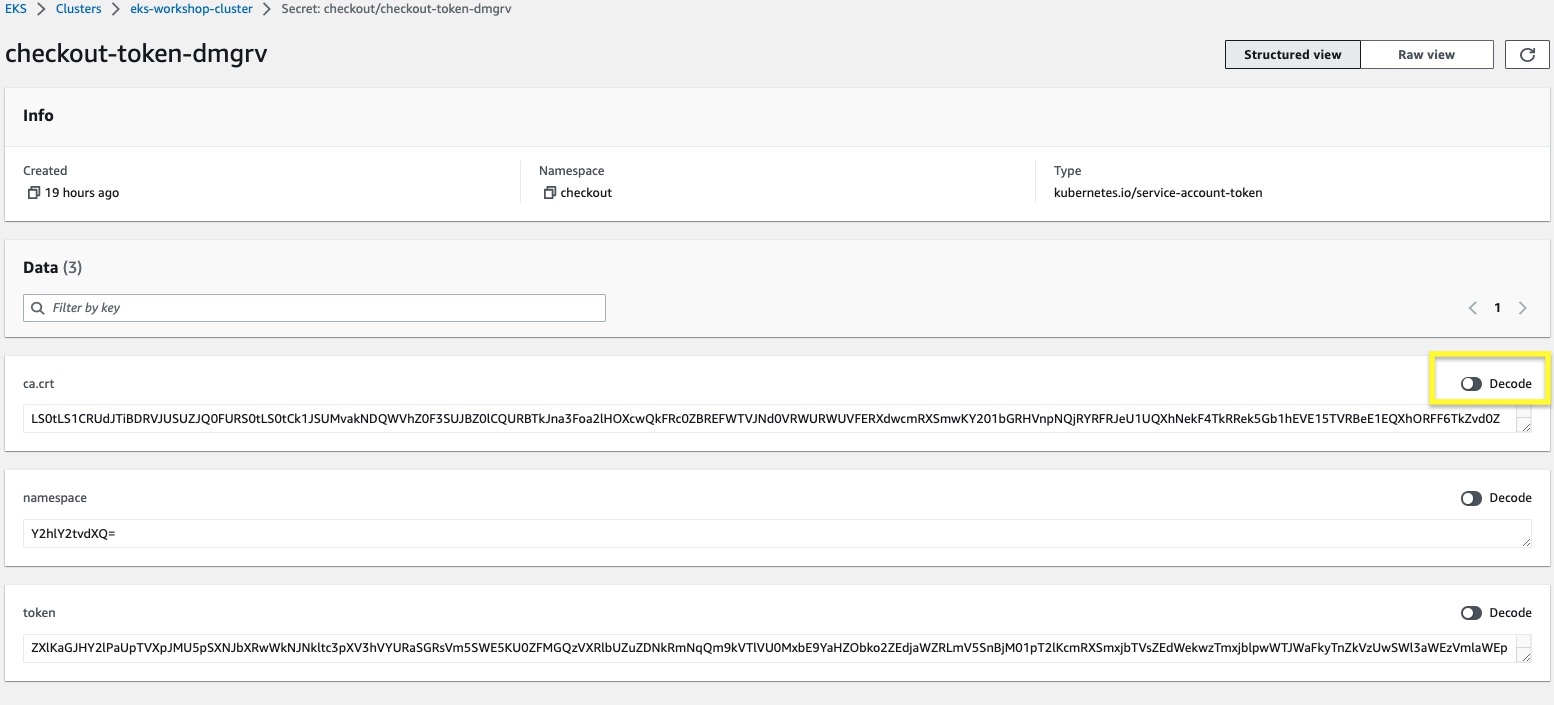 EKS > Clusters > eks-workshop-cluster > Secret: checkout/checkout-token-dmgrv
checkout-token-dmgrv
Structured view Raw view
Info
Created
19 hours ago
Namespace
checkout
Type
kubernetes.io/service-account-token
Data (3)
Filter by key
1
ca.crt
Decode
namespace
Decode
Y2hlY2tvdXQ=
token
Decode